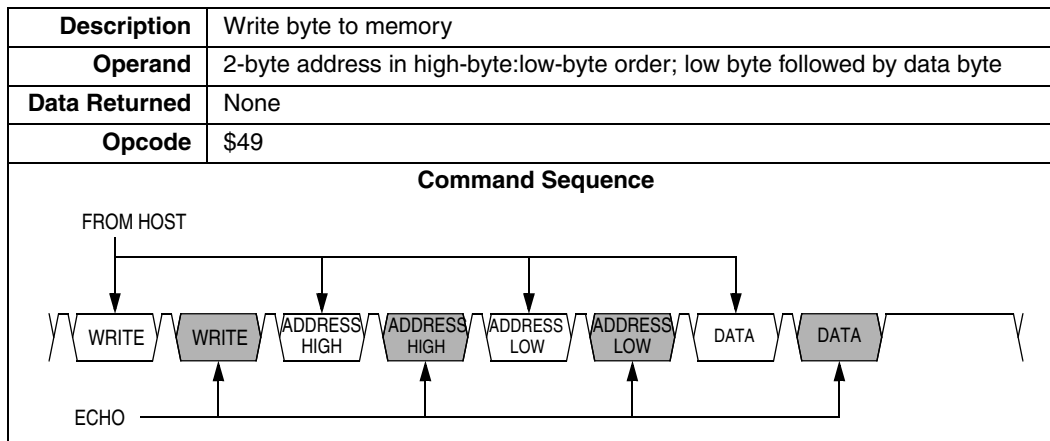 Description Write byte to memory
Operand 2-byte address in high-byte:low-byte order; low byte followed by data byte
Data Returned None
Opcode $49
Command Sequence
FROM HOST
WRITE WRITE ADDRESS HIGH ADDRESS HIGH ADDRESS LOW ADDRESS LOW DATA DATA
ECHO